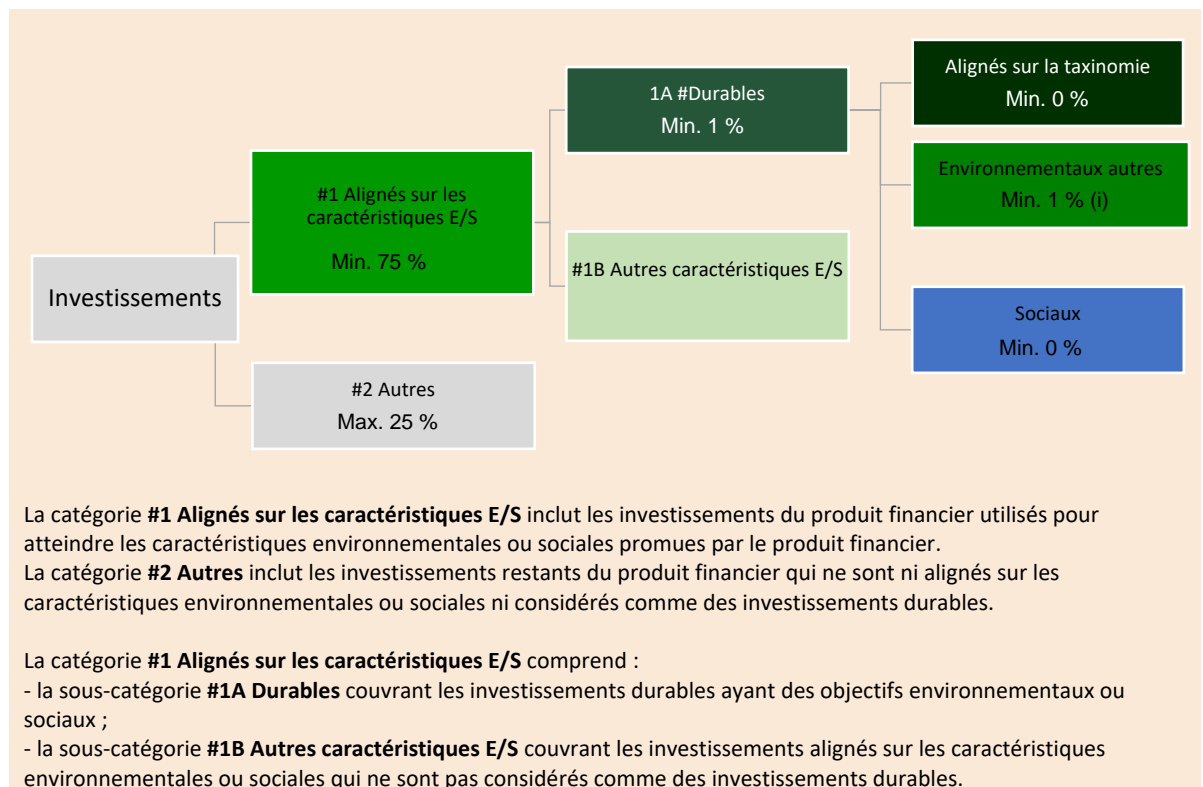 Investissements
#1 Alignés sur les
caractéristiques E/S
Min. 75 %
#2 Autres
Max. 25 %
1A #Durables
Min. 1 %
#1B Autres caractéristiques E/S
Alignés sur la taxinomie
Min. 0 %
Environnementaux autres
Min. 1 % (i)
Sociaux
Min. 0 %
La catégorie #1 Alignés sur les caractéristiques E/S inclut les investissements du produit financier utilisés pour
atteindre les caractéristiques environnementales ou sociales promues par le produit financier.
La catégorie #2 Autres inclut les investissements restants du produit financier qui ne sont ni alignés sur les
caractéristiques environnementales ou sociales ni considérés comme des investissements durables.
La catégorie #1 Alignés sur les caractéristiques E/S comprend :
- la sous-catégorie #1A Durables couvrant les investissements durables ayant des objectifs environnementaux ou
sociaux ;
- la sous-catégorie #1B Autres caractéristiques E/S couvrant les investissements alignés sur les caractéristiques
environnementales ou sociales qui ne sont pas considérés comme des investissements durables.